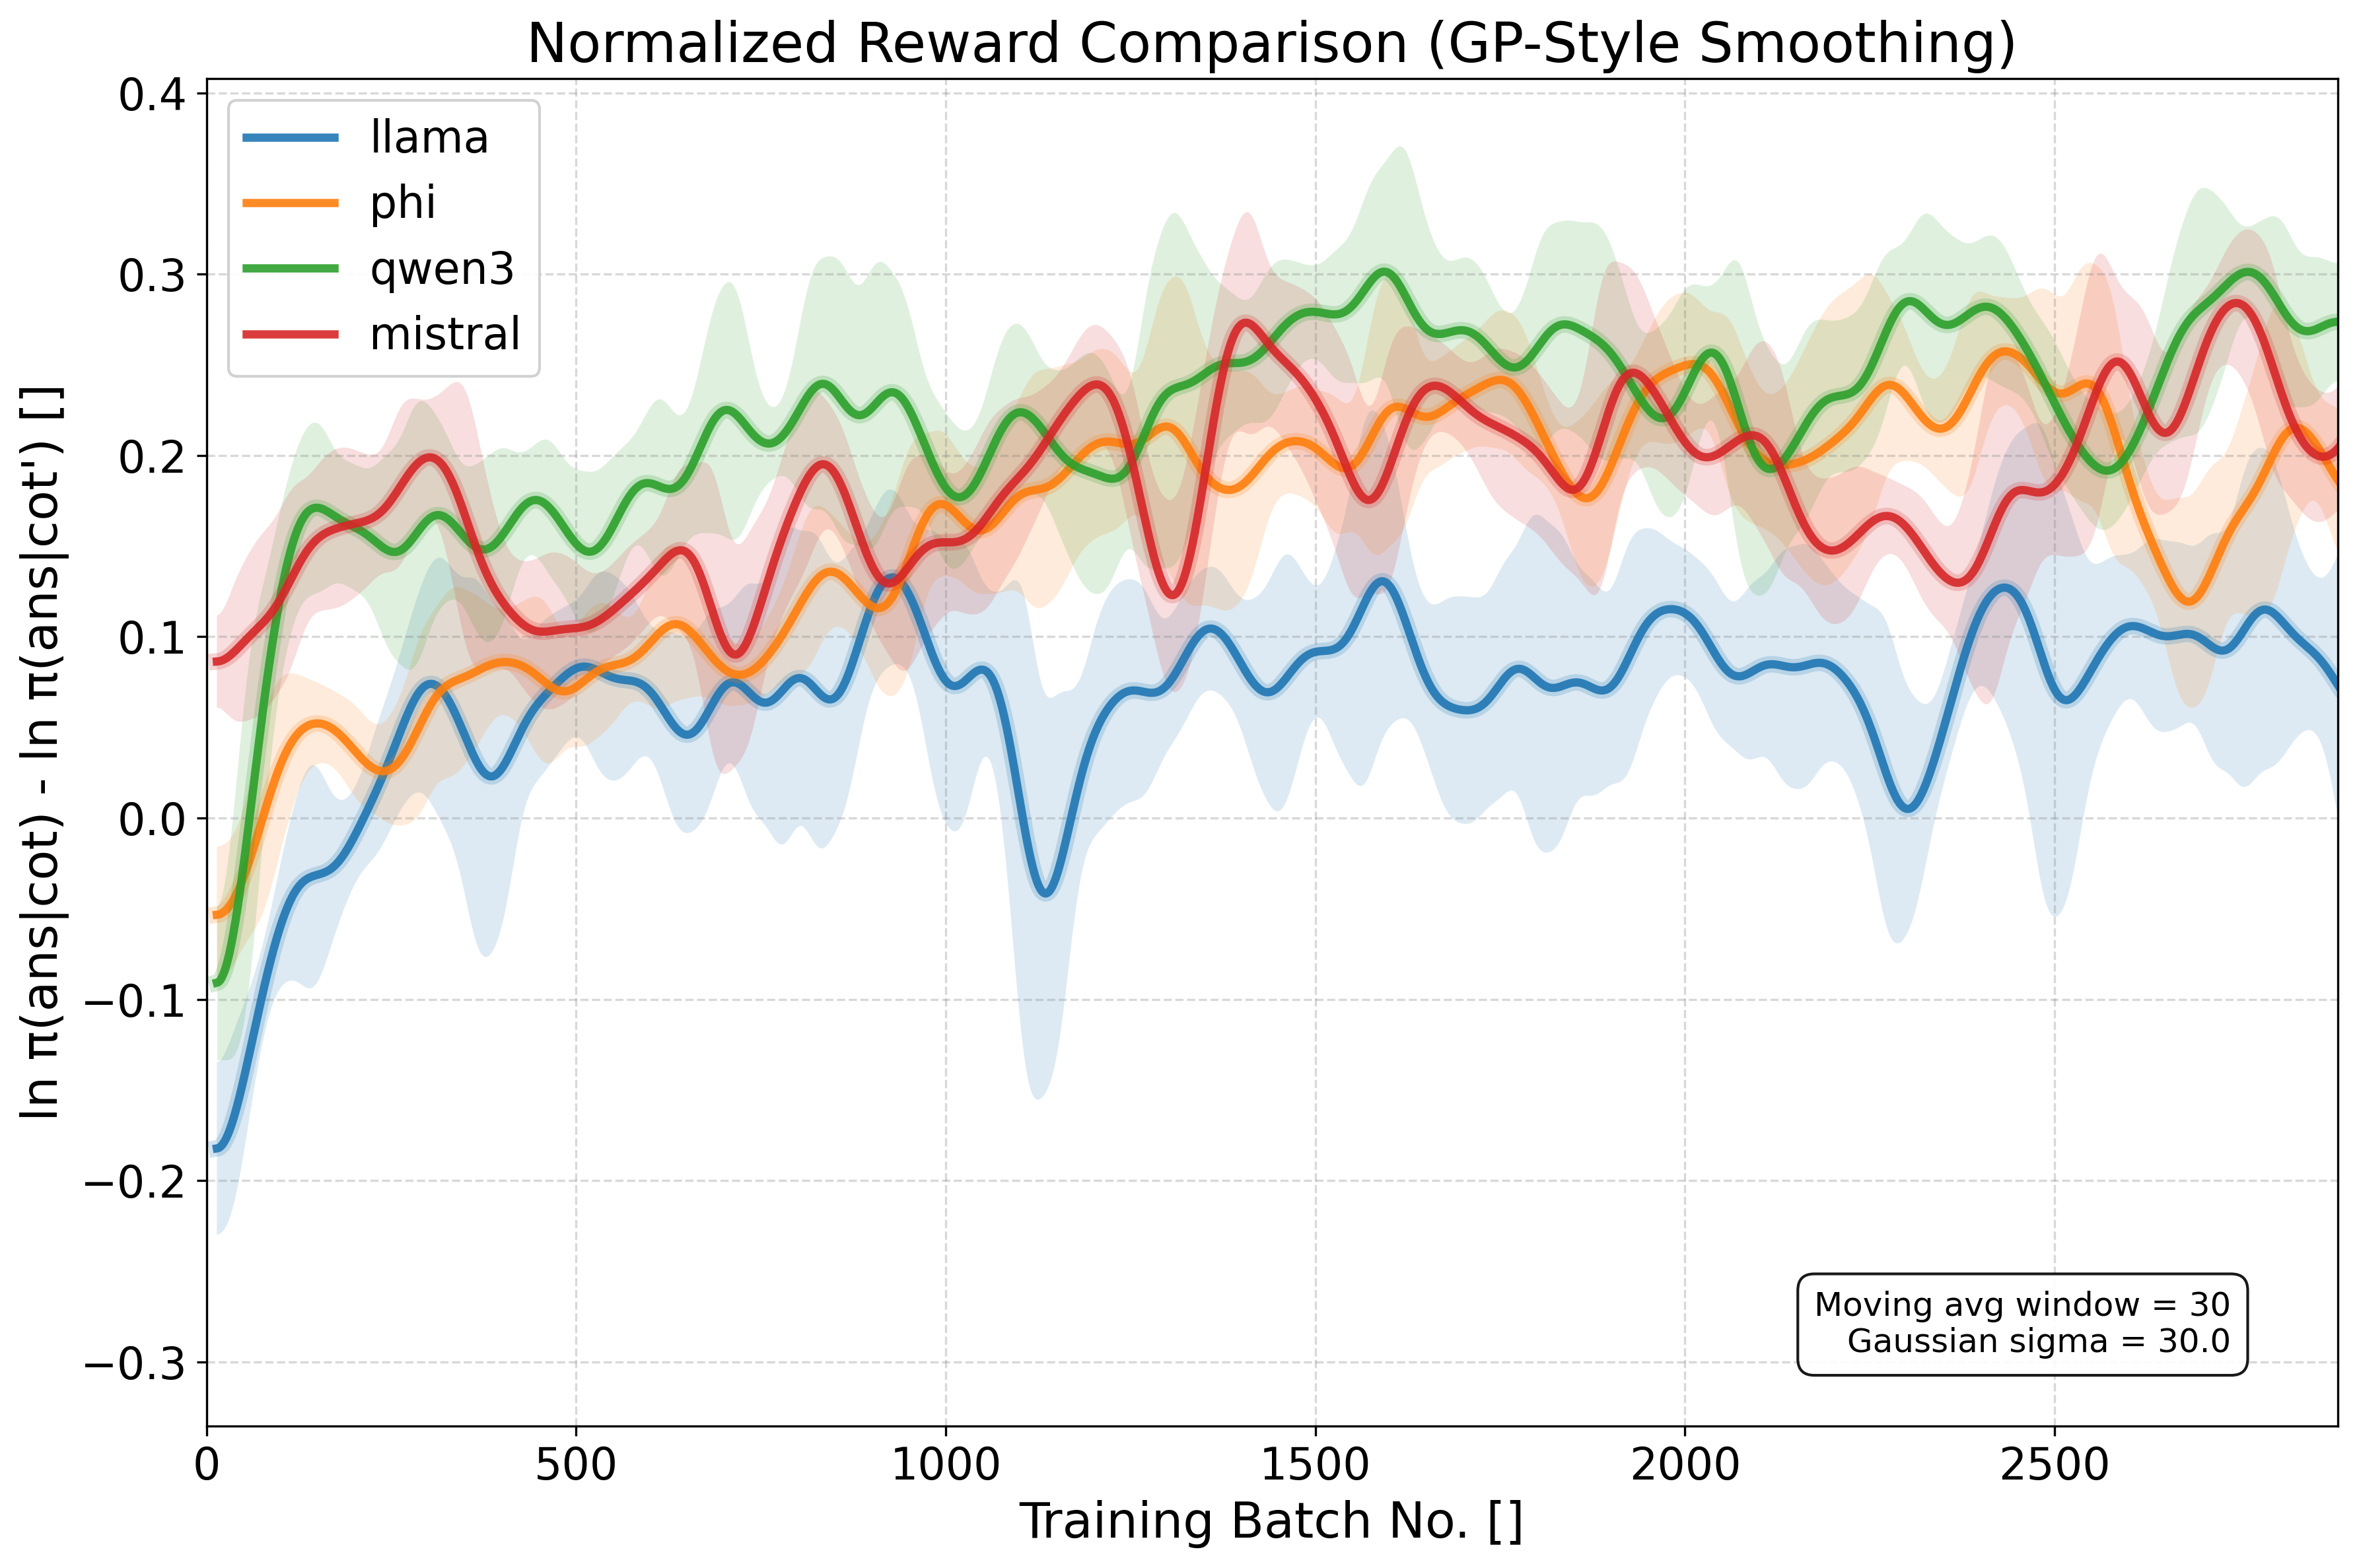 Normalized Reward Comparison (GP-Style Smoothing)
ln π(ans|cot) - ln π(ans|cot') []
0.4
0.3
0.2
0.1
0.0
−0.1
−0.2
−0.3
llama
phi
qwen3
mistral
Moving avg window = 30
Gaussian sigma = 30.0
0
500
1000
1500
2000
2500
Training Batch No. []